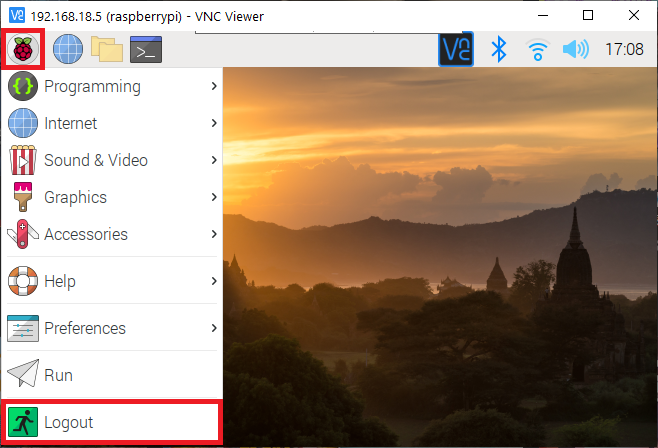 192.168.18.5 (raspberrypi) - VNC Viewer
17:08
Programming
Internet
Sound & Video
Graphics
Accessories
Help
Preferences
Run
Logout